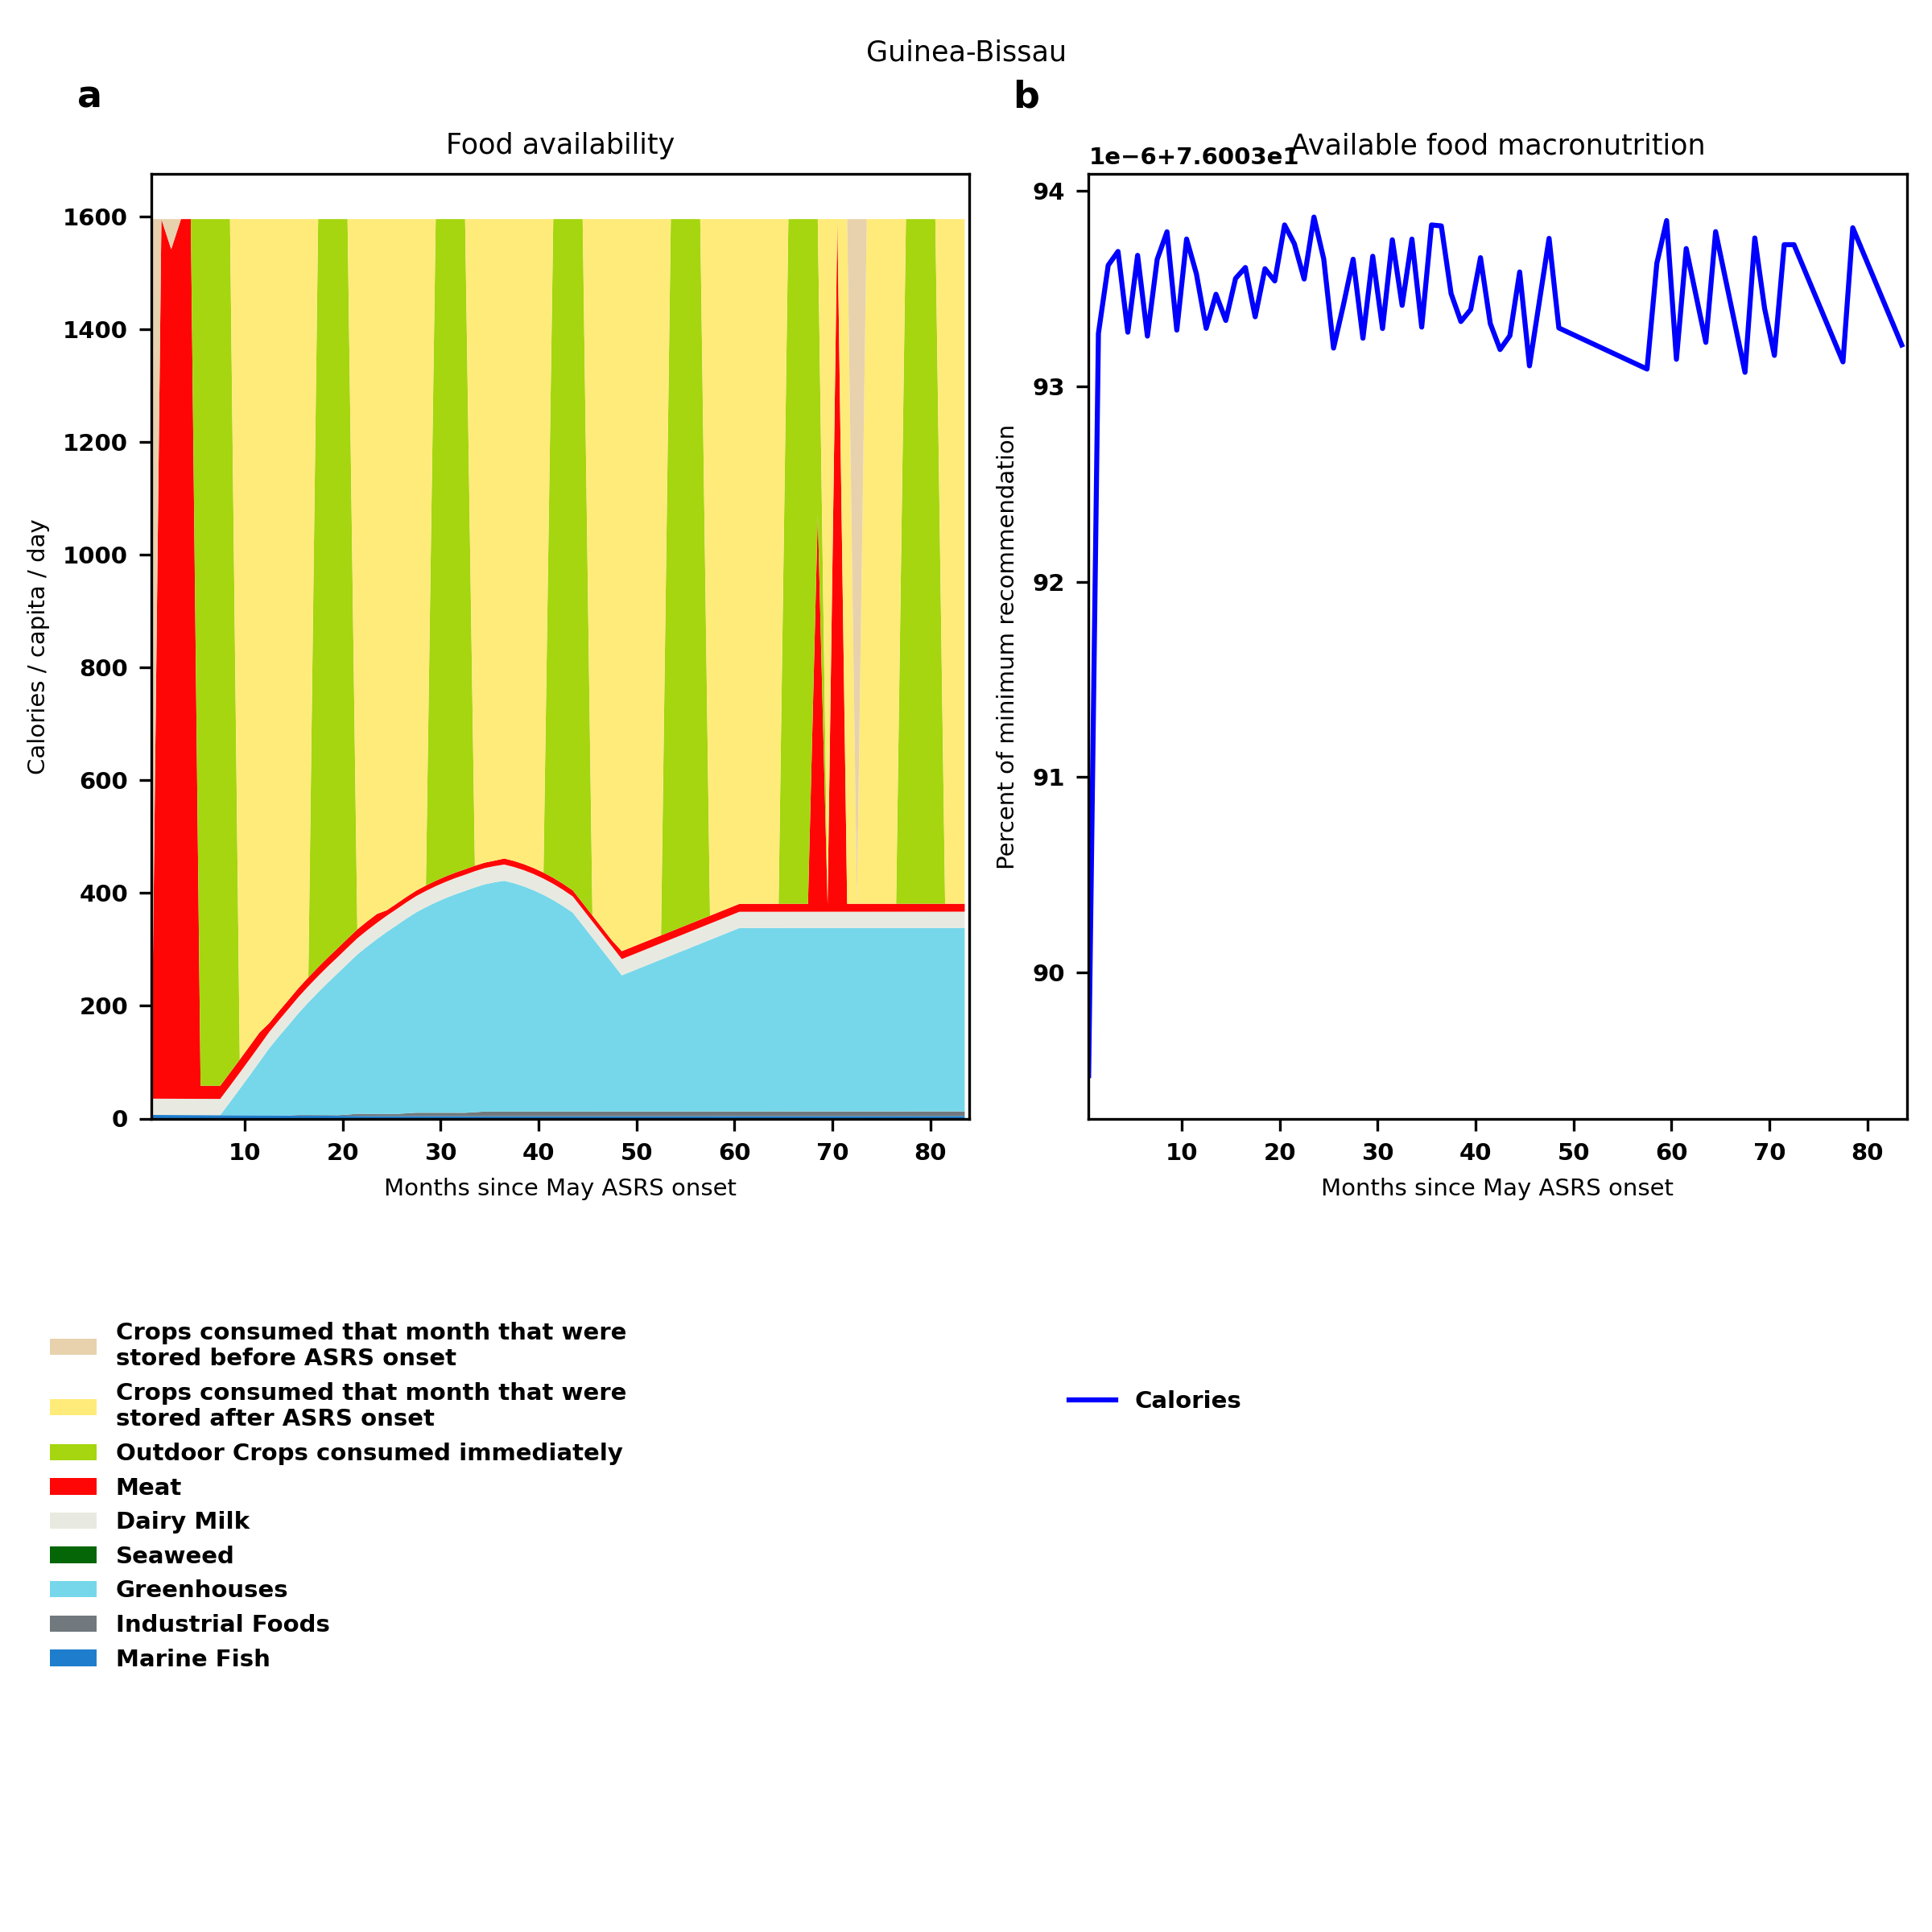 Guinea-Bissau
a
Food availability
1600
1400
1200
1000
800
600
400
200
0
Calories / capita / day
10 20 30 40 50 60 70 80
Months since May ASRS onset
b
Available food macronutrition
1e−6+7.6003e1
94
93
92
91
90
Percent of minimum recommendation
10 20 30 40 50 60 70 80
Months since May ASRS onset
Crops consumed that month that were
stored before ASRS onset
Crops consumed that month that were
stored after ASRS onset
Outdoor Crops consumed immediately
Meat
Dairy Milk
Seaweed
Greenhouses
Industrial Foods
Marine Fish
Calories